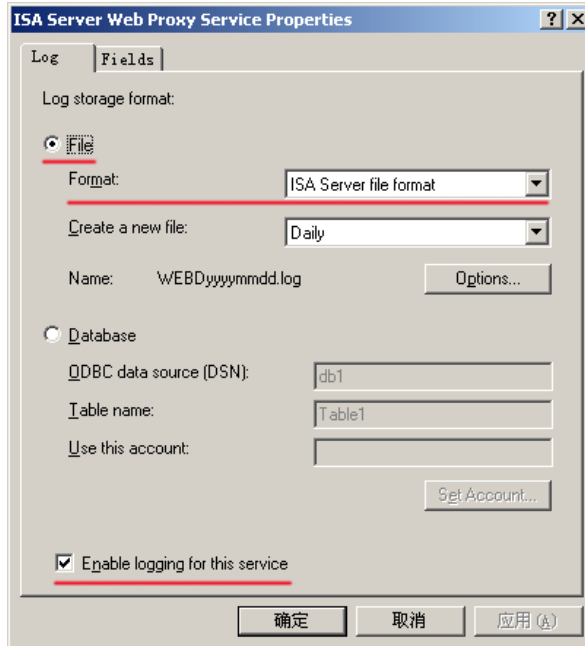 ISA Server Web Proxy Service Properties
Log Fields
Log storage format:
File
Format: ISA Server file format
Create a new file: Daily
Name: WEBDyyyymmdd.log Options...
Database
ODBC data source (DSN): db1
Table name: Table1
Use this account:
Set Account...
Enable logging for this service
确定 取消 应用(A)